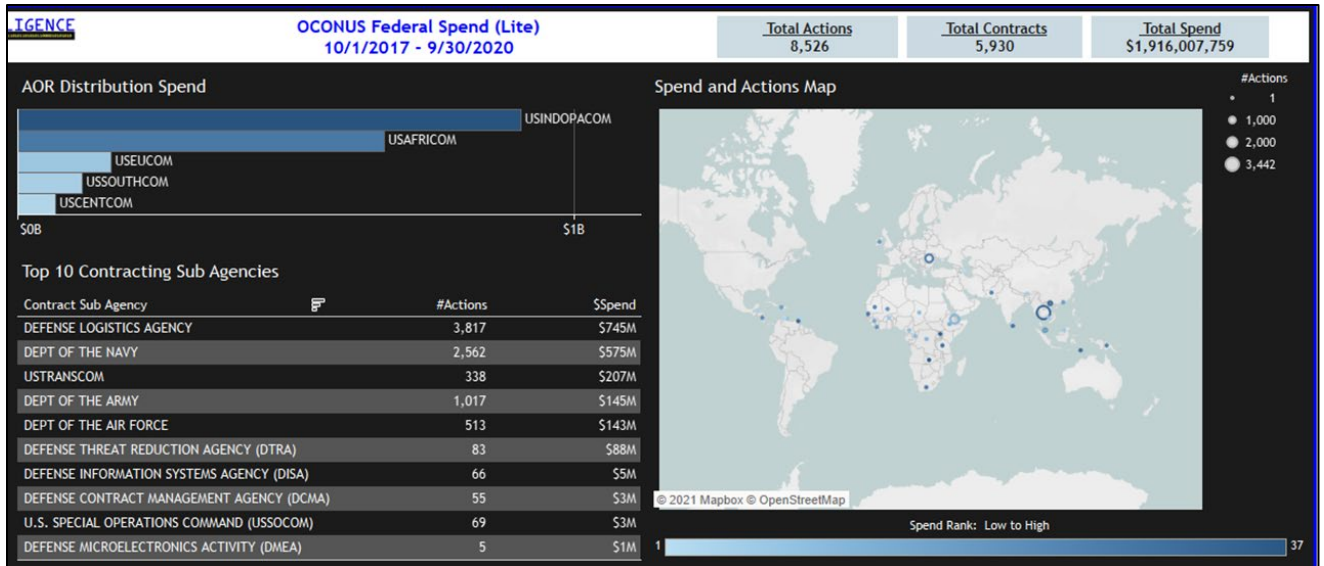 LIGENCE
OCONUS Federal Spend (Lite)
10/1/2017 - 9/30/2020
Total Actions
8,526
Total Contracts
5,930
Total Spend
$1,916,007,759
AOR Distribution Spend
USINDOPACOM
USAFRICOM
USEUCOM
USSOUTHCOM
USCENTCOM
$0B $1B
Top 10 Contracting Sub Agencies
Contract Sub Agency #Actions $Spend
DEFENSE LOGISTICS AGENCY 3,817 $745M
DEPT OF THE NAVY 2,562 $575M
USTRANSCOM 338 $207M
DEPT OF THE ARMY 1,017 $145M
DEPT OF THE AIR FORCE 513 $143M
DEFENSE THREAT REDUCTION AGENCY (DTRA) 83 $88M
DEFENSE INFORMATION SYSTEMS AGENCY (DISA) 66 $5M
DEFENSE CONTRACT MANAGEMENT AGENCY (DCMA) 55 $3M
U.S. SPECIAL OPERATIONS COMMAND (USSOCOM) 69 $3M
DEFENSE MICROELECTRONICS ACTIVITY (DMEA) 5 $1M
Spend and Actions Map
#Actions
1
1,000
2,000
3,442
© 2021 Mapbox © OpenStreetMap
Spend Rank: Low to High
1 37